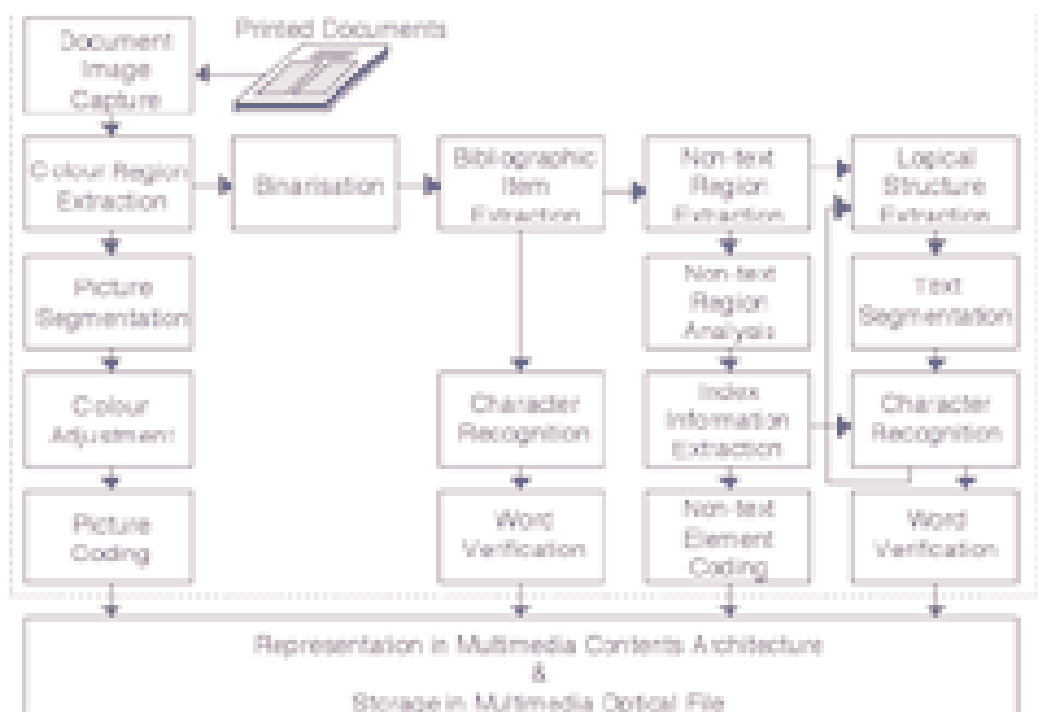 Printed Documents
Document
Image
Capture
Colour Region
Extraction
Binarisation
Bibliographic
Item
Extraction
Non-text
Region
Extraction
Logical
Structure
Extraction
Picture
Segmentation
Non-text
Region
Analysis
Text
Segmentation
Colour
Adjustment
Character
Recognition
Index
Information
Extraction
Character
Recognition
Picture
Coding
Word
Verification
Non-text
Element
Coding
Word
Verification
Representation in Multimedia Contents Architecture
&
Storage in Multimedia Optical File